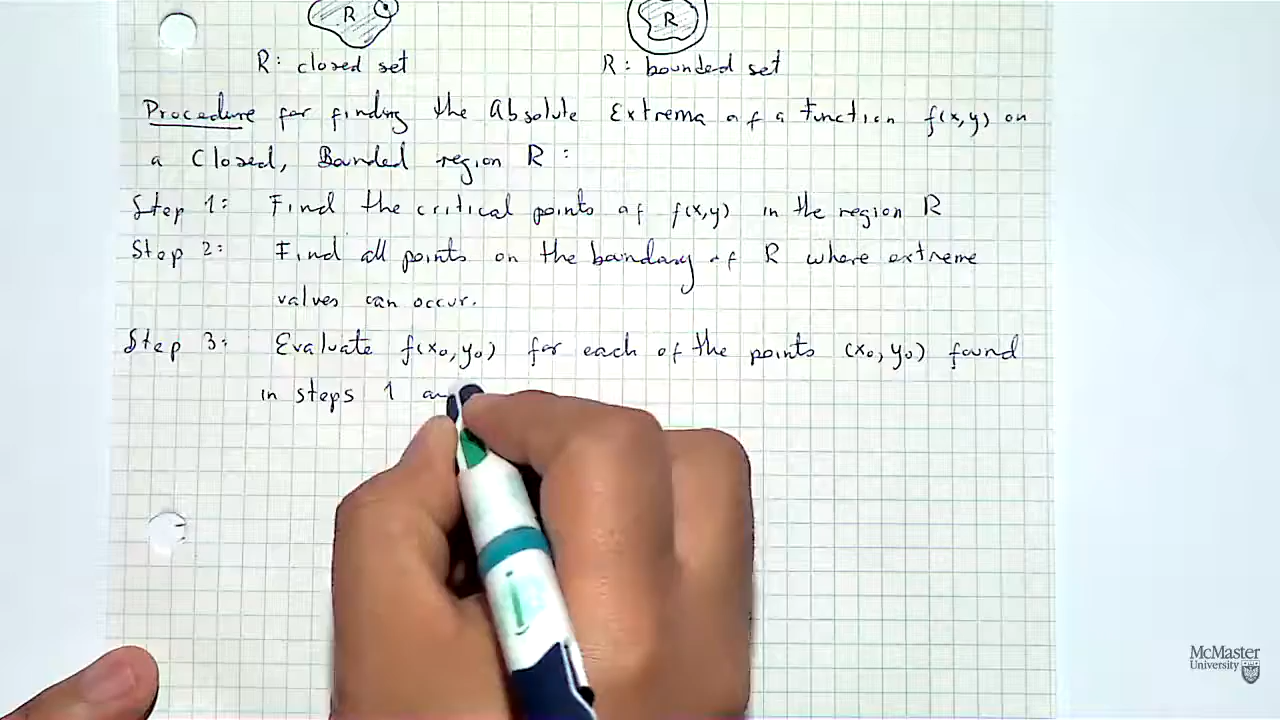 R
R
R: closed set
R: bounded set
Procedure for finding the Absolute Extrema of a function f(x,y) on
a Closed, Bounded region R:
Step 1: Find the critical points of f(x,y) in the region R
Step 2: Find all points on the boundary of R where extreme
values can occur.
Step 3: Evaluate f(x₀,y₀) for each of the points (x₀,y₀) found
in steps 1 an
McMaster
University